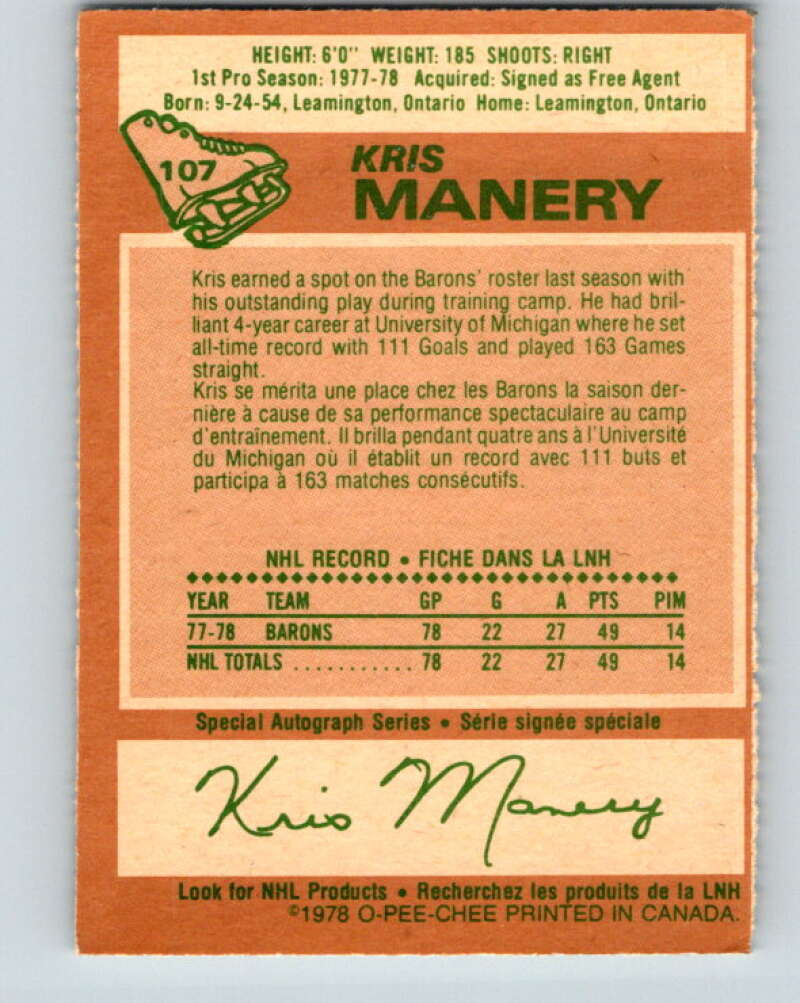 HEIGHT: 6'0" WEIGHT: 185 SHOOTS: RIGHT
1st Pro Season: 1977-78 Acquired: Signed as Free Agent
Born: 9-24-54, Leamington, Ontario Home: Leamington, Ontario
107
KRIS
MANERY
Kris earned a spot on the Barons' roster last season with
his outstanding play during training camp. He had bril-
liant 4-year career at University of Michigan where he set
all-time record with 111 Goals and played 163 Games
straight.
Kris se mérita une place chez les Barons la saison der-
nière à cause de sa performance spectaculaire au camp
d'entraînement. Il brilla pendant quatre ans à l'Université
du Michigan où il établit un record avec 111 buts et
participa à 163 matches consécutifs.
NHL RECORD • FICHE DANS LA LNH
YEAR TEAM GP G A PTS PIM
77-78 BARONS 78 22 27 49 14
NHL TOTALS ........... 78 22 27 49 14
Special Autograph Series • Série signée spéciale
Kris Manery
Look for NHL Products • Recherchez les produits de la LNH
©1978 O-PEE-CHEE PRINTED IN CANADA.